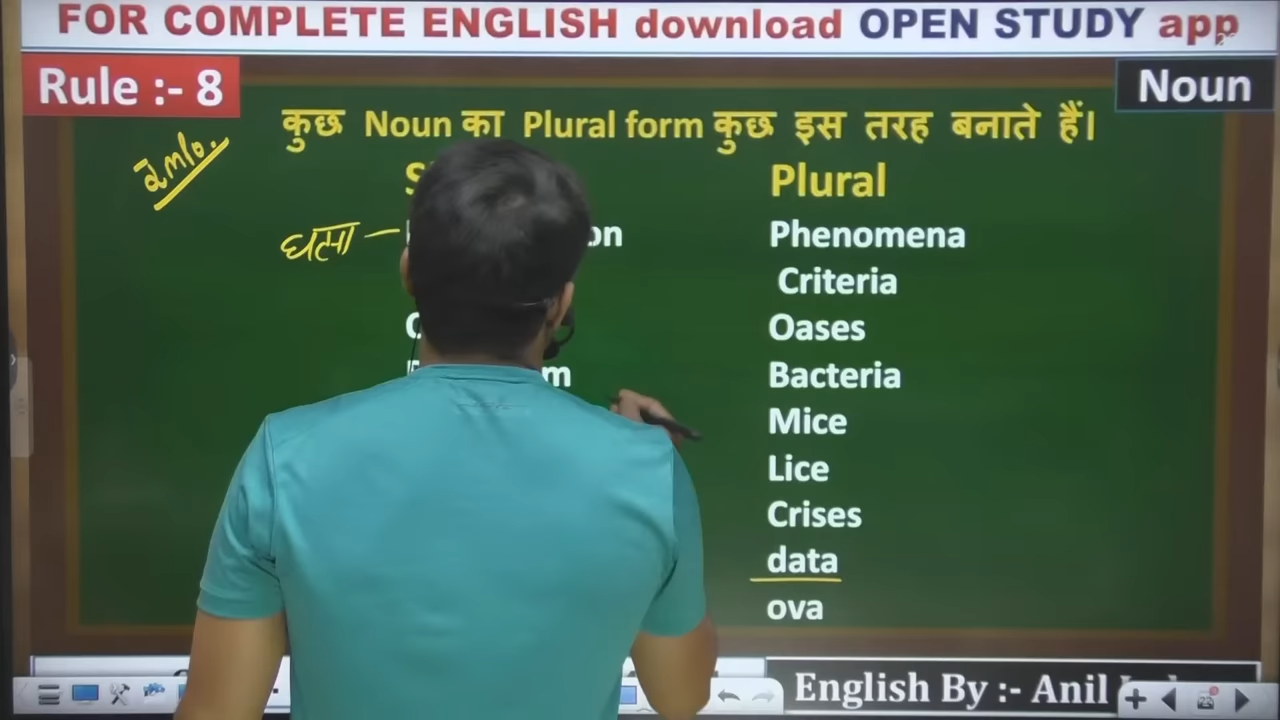 FOR COMPLETE ENGLISH download OPEN STUDY app
Rule :- 8
Noun
कुछ Noun का Plural form कुछ इस तरह बनाते हैं।
Plural
Phenomena
Criteria
Oases
Bacteria
Mice
Lice
Crises
data
ova
English By :- Anil